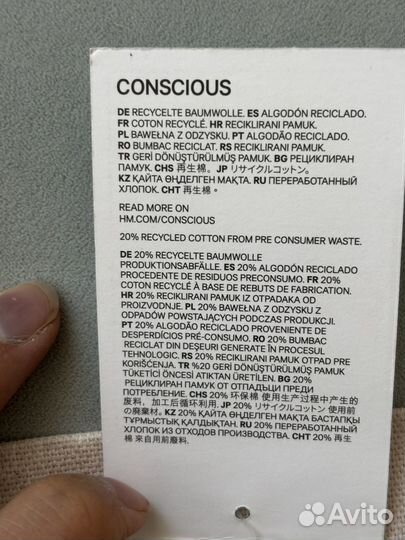 CONSCIOUS
DE RECYCELTE BAUMWOLLE. ES ALGODÓN RECICLADO.
FR COTON RECYCLÉ. HR RECIKLIRANI PAMUK.
PL BAWEŁNA Z ODZYSKU. PT ALGODÃO RECICLADO.
RO BUMBAC RECICLAT. RS RECIKLIRANI PAMUK.
TR GERİ DÖNÜŞTÜRÜLMÜŞ PAMUK. BG РЕЦИКЛИРАН
ПАМУК. CHS 再生棉。JP リサイクルコットン。
KZ ҚАЙТА ӨҢДЕЛГЕН МАҚТА. RU ПЕРЕРАБОТАННЫЙ
ХЛОПОК. CHT 再生棉。
READ MORE ON
HM.COM/CONSCIOUS
20% RECYCLED COTTON FROM PRE CONSUMER WASTE.
DE 20% RECYCELTE BAUMWOLLE
PRODUKTIONSABFÄLLE. ES 20% ALGODÓN RECICLADO
PROCEDENTE DE RESIDUOS PRECONSUMO. FR 20%
COTON RECYCLÉ À BASE DE REBUTS DE FABRICATION.
HR 20% RECIKLIRANI PAMUK IZ OTPADAKA OD
PROIZVODNJE. PL 20% BAWEŁNA Z ODZYSKU Z
ODPADÓW POWSTAJĄCYCH PODCZAS PRODUKCJI.
PT 20% ALGODÃO RECICLADO PROVENIENTE DE
DESPERDÍCIOS PRÉ-CONSUMO. RO 20% BUMBAC
RECICLAT DIN DEŞEURI GENERATE ÎN PROCESUL
TEHNOLOGIC. RS 20% RECIKLIRANI PAMUK OTPAD PRE
KORIŠĆENJA. TR %20 GERİ DÖNÜŞTÜRÜLMÜŞ PAMUK
TÜKETİCİ ÖNCESİ ATIKTAN ÜRETİLEN. BG 20%
РЕЦИКЛИРАН ПАМУК ОТ ОТПАДЪЦИ ПРЕДИ
ПОТРЕБЛЕНИЕ. CHS 20% 环保棉 使用生产过程中产生的
废料，加工后循环利用. JP 20% リサイクルコットン 使用前
の廃棄材。KZ 20% ҚАЙТА ӨҢДЕЛГЕН МАҚТА БАСТАПҚЫ
ТҰРМЫСТЫҚ ҚАЛДЫҚТАН. RU 20% ПЕРЕРАБОТАННЫЙ
ХЛОПОК ИЗ ОТХОДОВ ПРОИЗВОДСТВА. CHT 20% 再生
棉 來自用前廢料。
Avito